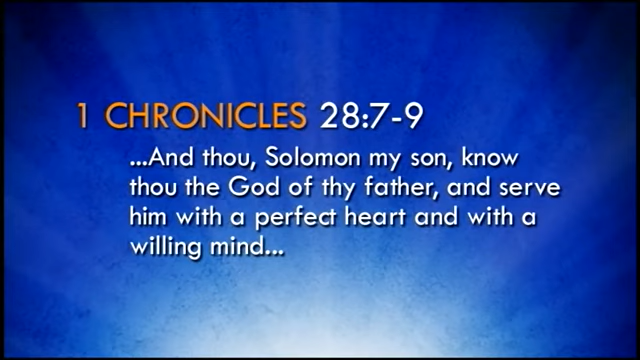 1 CHRONICLES 28:7-9
...And thou, Solomon my son, know
thou the God of thy father, and serve
him with a perfect heart and with a
willing mind...